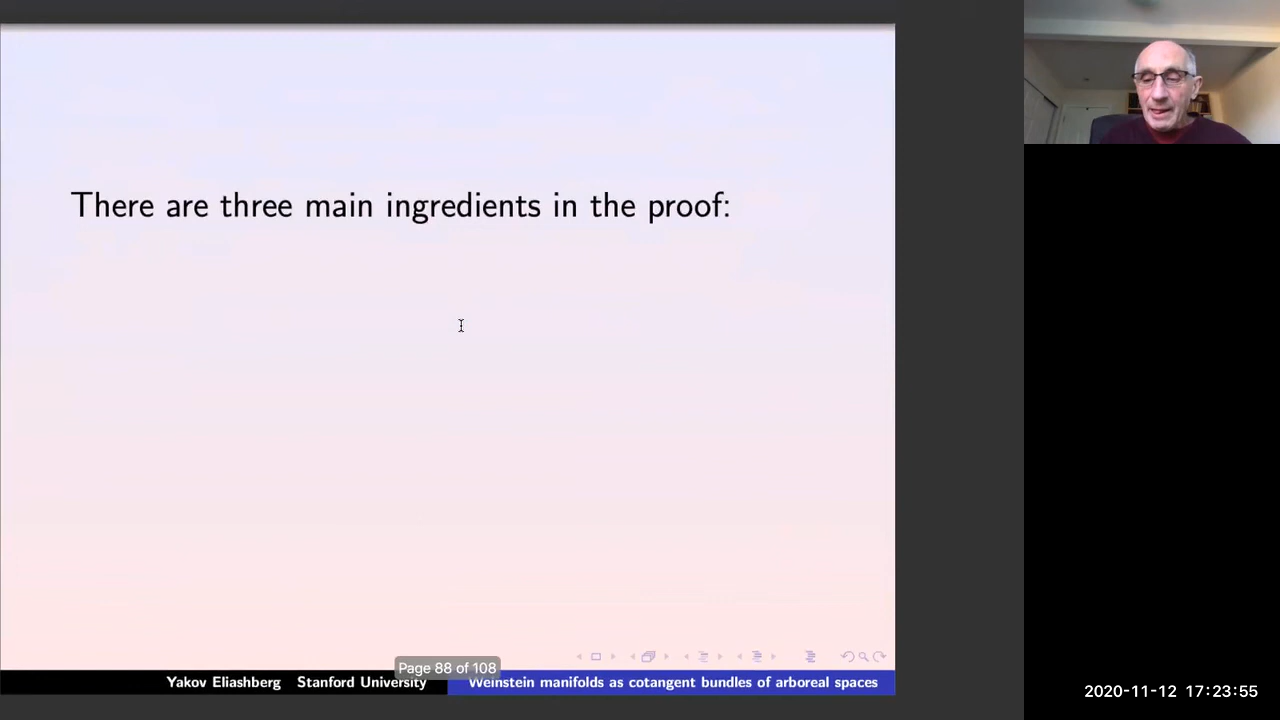 There are three main ingredients in the proof:
Page 88 of 108
Yakov Eliashberg Stanford University
Weinstein manifolds as cotangent bundles of arboreal spaces
2020-11-12 17:23:55